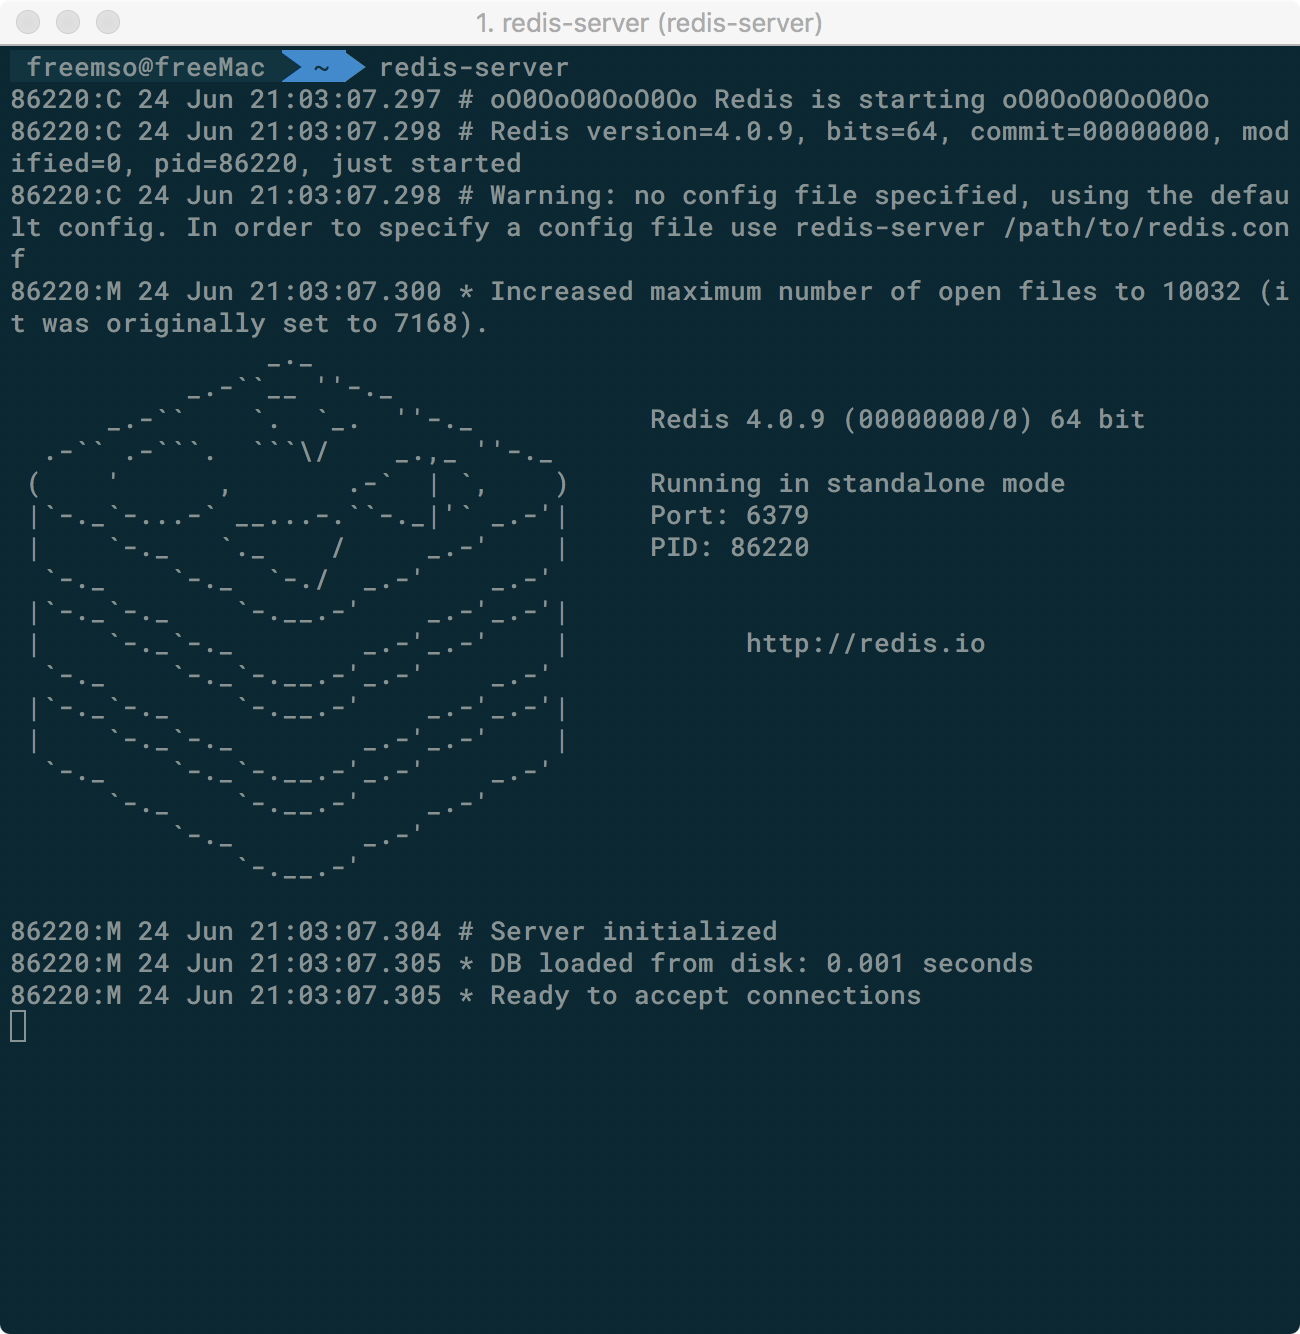 1. redis-server (redis-server)
freemso@freeMac ~ redis-server
86220:C 24 Jun 21:03:07.297 # oO0OoO0OoO0Oo Redis is starting oO0OoO0OoO0Oo
86220:C 24 Jun 21:03:07.298 # Redis version=4.0.9, bits=64, commit=00000000, mod
ified=0, pid=86220, just started
86220:C 24 Jun 21:03:07.298 # Warning: no config file specified, using the defau
lt config. In order to specify a config file use redis-server /path/to/redis.con
f
86220:M 24 Jun 21:03:07.300 * Increased maximum number of open files to 10032 (i
t was originally set to 7168).
Redis 4.0.9 (00000000/0) 64 bit
Running in standalone mode
Port: 6379
PID: 86220
http://redis.io
86220:M 24 Jun 21:03:07.304 # Server initialized
86220:M 24 Jun 21:03:07.305 * DB loaded from disk: 0.001 seconds
86220:M 24 Jun 21:03:07.305 * Ready to accept connections